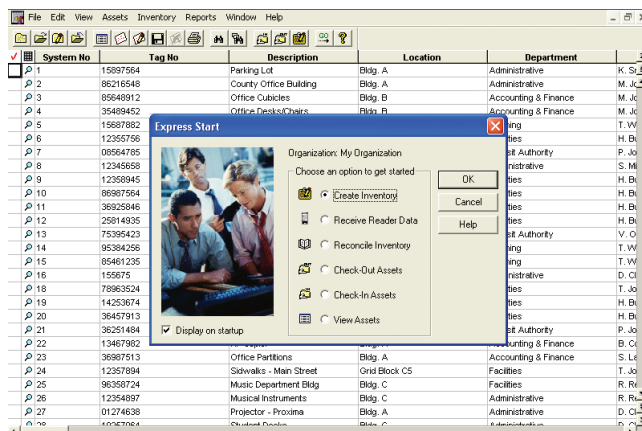 File Edit View Assets Inventory Reports Window Help
GO
System No Tag No Description Location Department
1 15897564 Parking Lot Bldg. A Administrative
2 86216548 County Office Building Bldg. A Administrative
3 85648912 Office Cubicles Bldg. B Accounting & Finance
4 35489452 Office Desks/Chairs Bldg. B Accounting & Finance
5 15687882
6 12355756
7 08564785
8 12345658
9 12358945
10 86987564
11 36925846
12 25814935
13 75395423
14 95384256
15 85461235
16 155675
18 78963524
19 14253674
20 36457913
21 36251484
22 13467982
23 36987513 Office Partitions Bldg. A Accounting & Finance
24 12357894 Sidwalks - Main Street Grid Block C5 Facilities
25 96358724 Music Department Bldg Bldg. C Facilities
26 12354897 Musical Instruments Bldg. C Administrative
27 01274638 Projector - Proxima Bldg. C Administrative
Express Start
Organization: My Organization
Choose an option to get started
Create Inventory
Receive Reader Data
Reconcile Inventory
Check-Out Assets
Check-In Assets
View Assets
Display on startup
OK
Cancel
Help